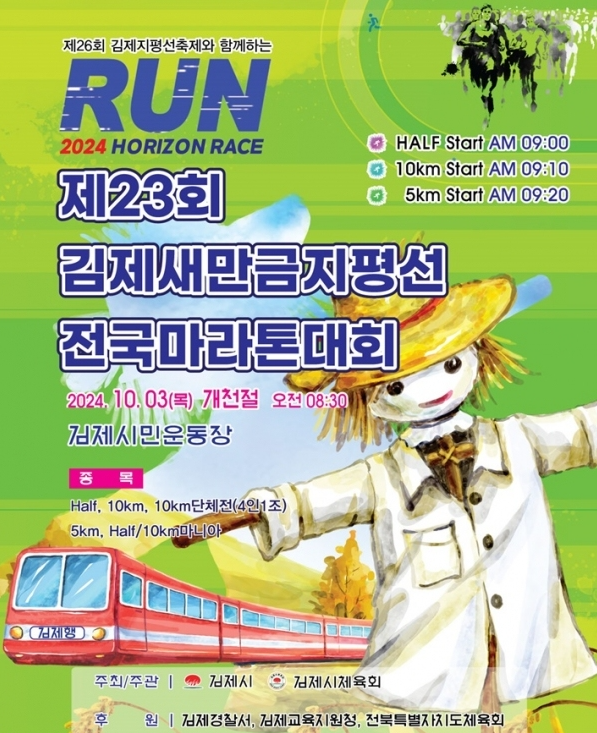 제26회 김제지평선축제와 함께하는
RUN
2024 HORIZON RACE
HALF Start AM 09:00
10km Start AM 09:10
5km Start AM 09:20
제23회
김제새만금지평선
전국마라톤대회
2024. 10. 03(목) 개천절 오전 08:30
김제시민운동장
종 목
Half, 10km, 10km단체전(4인1조)
5km, Half/10km마니아
김제행
주최/주관 | 김제시 김제시체육회
후 원 | 김제경찰서, 김제교육지원청, 전북특별자치도체육회